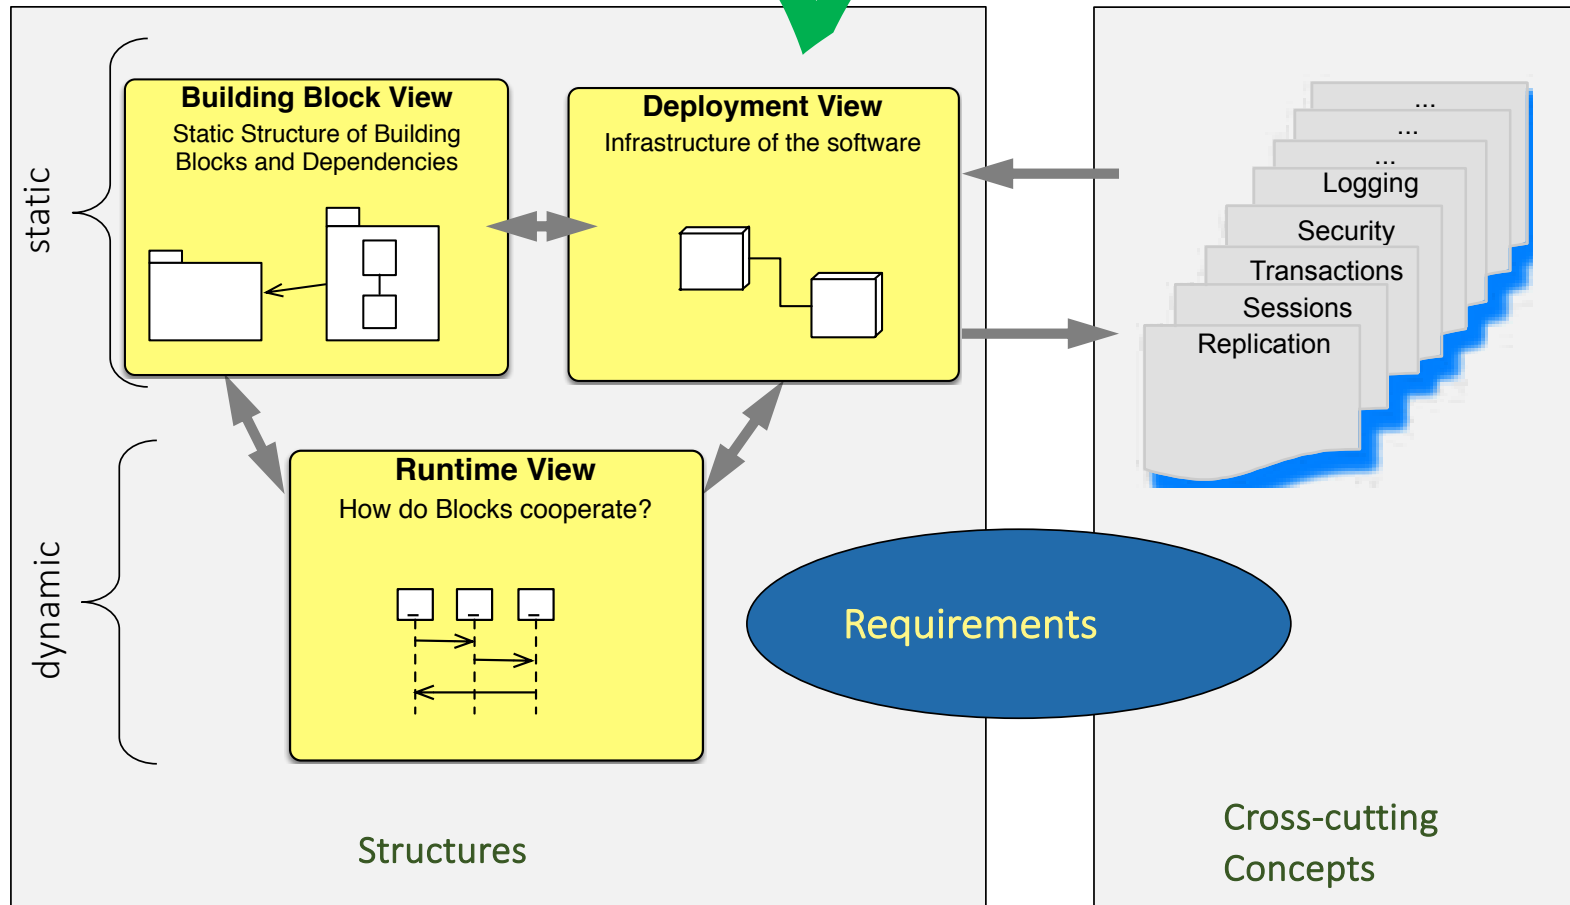 static
Building Block View
Static Structure of Building
Blocks and Dependencies
Deployment View
Infrastructure of the software
dynamic
Runtime View
How do Blocks cooperate?
Structures
Requirements
...
...
...
Logging
Security
Transactions
Sessions
Replication
Cross-cutting
Concepts